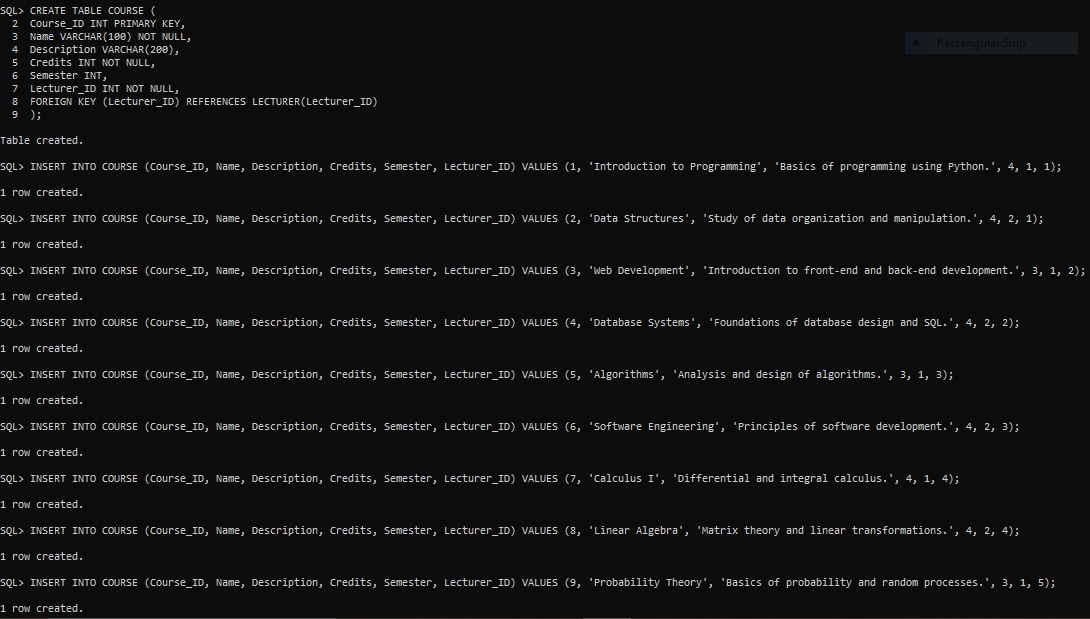 SQL> CREATE TABLE COURSE (
  2  Course_ID INT PRIMARY KEY,
  3  Name VARCHAR(100) NOT NULL,
  4  Description VARCHAR(200),
  5  Credits INT NOT NULL,
  6  Semester INT,
  7  Lecturer_ID INT NOT NULL,
  8  FOREIGN KEY (Lecturer_ID) REFERENCES LECTURER(Lecturer_ID)
  9  );
Rectangular Snip
Table created.
SQL> INSERT INTO COURSE (Course_ID, Name, Description, Credits, Semester, Lecturer_ID) VALUES (1, 'Introduction to Programming', 'Basics of programming using Python.', 4, 1, 1);
1 row created.
SQL> INSERT INTO COURSE (Course_ID, Name, Description, Credits, Semester, Lecturer_ID) VALUES (2, 'Data Structures', 'Study of data organization and manipulation.', 4, 2, 1);
1 row created.
SQL> INSERT INTO COURSE (Course_ID, Name, Description, Credits, Semester, Lecturer_ID) VALUES (3, 'Web Development', 'Introduction to front-end and back-end development.', 3, 1, 2);
1 row created.
SQL> INSERT INTO COURSE (Course_ID, Name, Description, Credits, Semester, Lecturer_ID) VALUES (4, 'Database Systems', 'Foundations of database design and SQL.', 4, 2, 2);
1 row created.
SQL> INSERT INTO COURSE (Course_ID, Name, Description, Credits, Semester, Lecturer_ID) VALUES (5, 'Algorithms', 'Analysis and design of algorithms.', 3, 1, 3);
1 row created.
SQL> INSERT INTO COURSE (Course_ID, Name, Description, Credits, Semester, Lecturer_ID) VALUES (6, 'Software Engineering', 'Principles of software development.', 4, 2, 3);
1 row created.
SQL> INSERT INTO COURSE (Course_ID, Name, Description, Credits, Semester, Lecturer_ID) VALUES (7, 'Calculus I', 'Differential and integral calculus.', 4, 1, 4);
1 row created.
SQL> INSERT INTO COURSE (Course_ID, Name, Description, Credits, Semester, Lecturer_ID) VALUES (8, 'Linear Algebra', 'Matrix theory and linear transformations.', 4, 2, 4);
1 row created.
SQL> INSERT INTO COURSE (Course_ID, Name, Description, Credits, Semester, Lecturer_ID) VALUES (9, 'Probability Theory', 'Basics of probability and random processes.', 3, 1, 5);
1 row created.